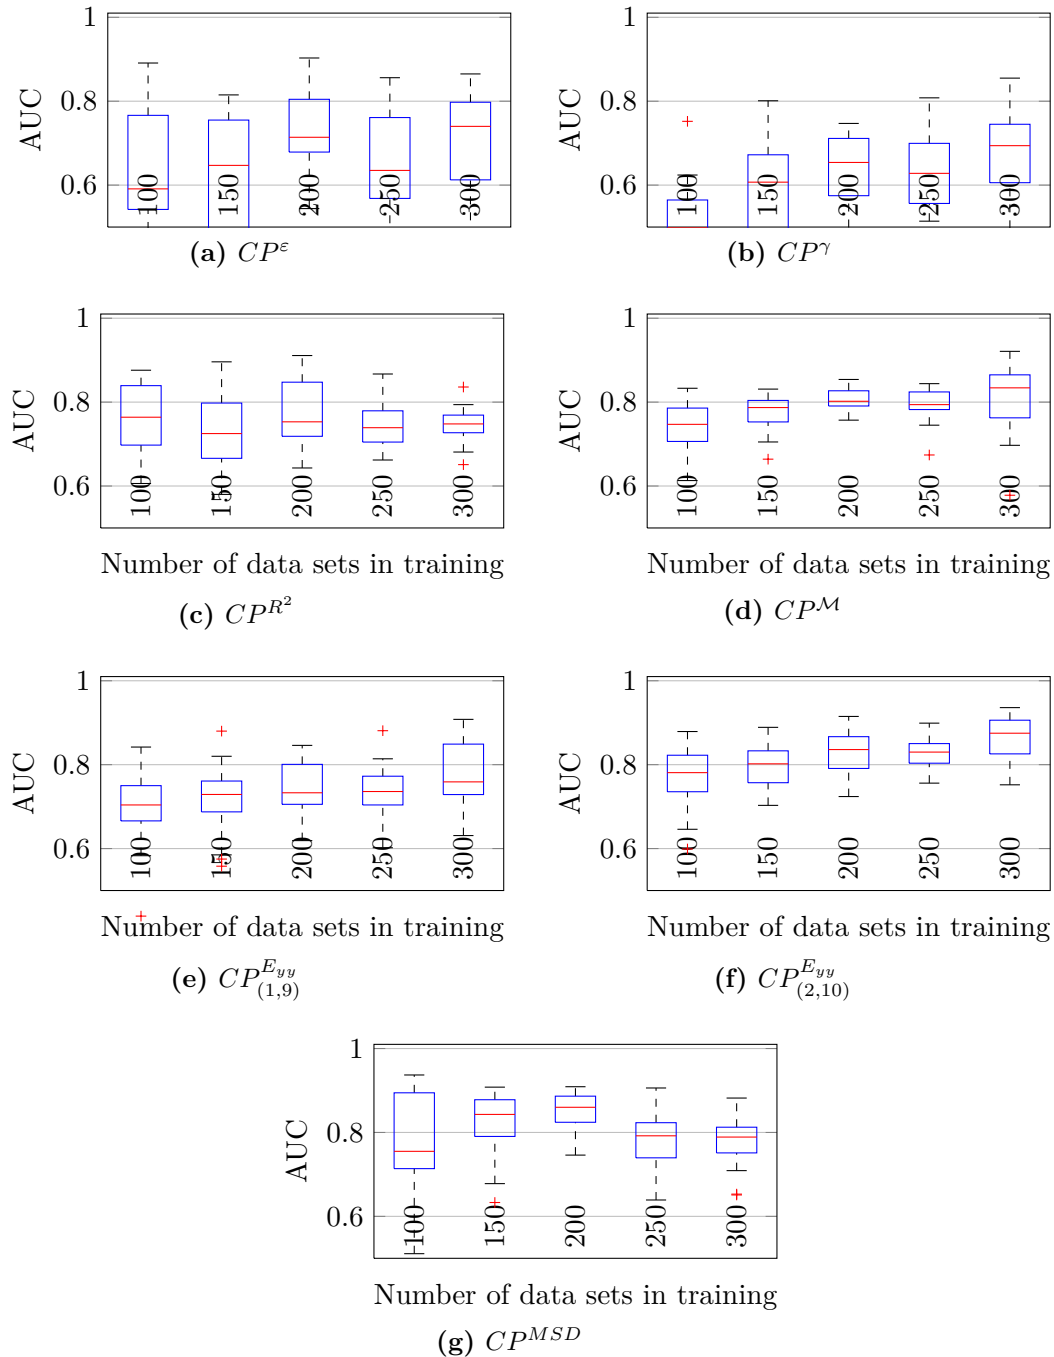 1
0.8
0.6
AUC
100
150
200
250
300
(a) CP^ε
1
0.8
0.6
AUC
100
150
200
250
300
(b) CP^γ
1
0.8
0.6
AUC
100
150
200
250
300
Number of data sets in training
(c) CP^{R^2}
1
0.8
0.6
AUC
100
150
200
250
300
Number of data sets in training
(d) CP^ℳ
1
0.8
0.6
AUC
100
150
200
250
300
Number of data sets in training
(e) CP^{E_{yy}}_{(1,9)}
1
0.8
0.6
AUC
100
150
200
250
300
Number of data sets in training
(f) CP^{E_{yy}}_{(2,10)}
1
0.8
0.6
AUC
100
150
200
250
300
Number of data sets in training
(g) CP^{MSD}